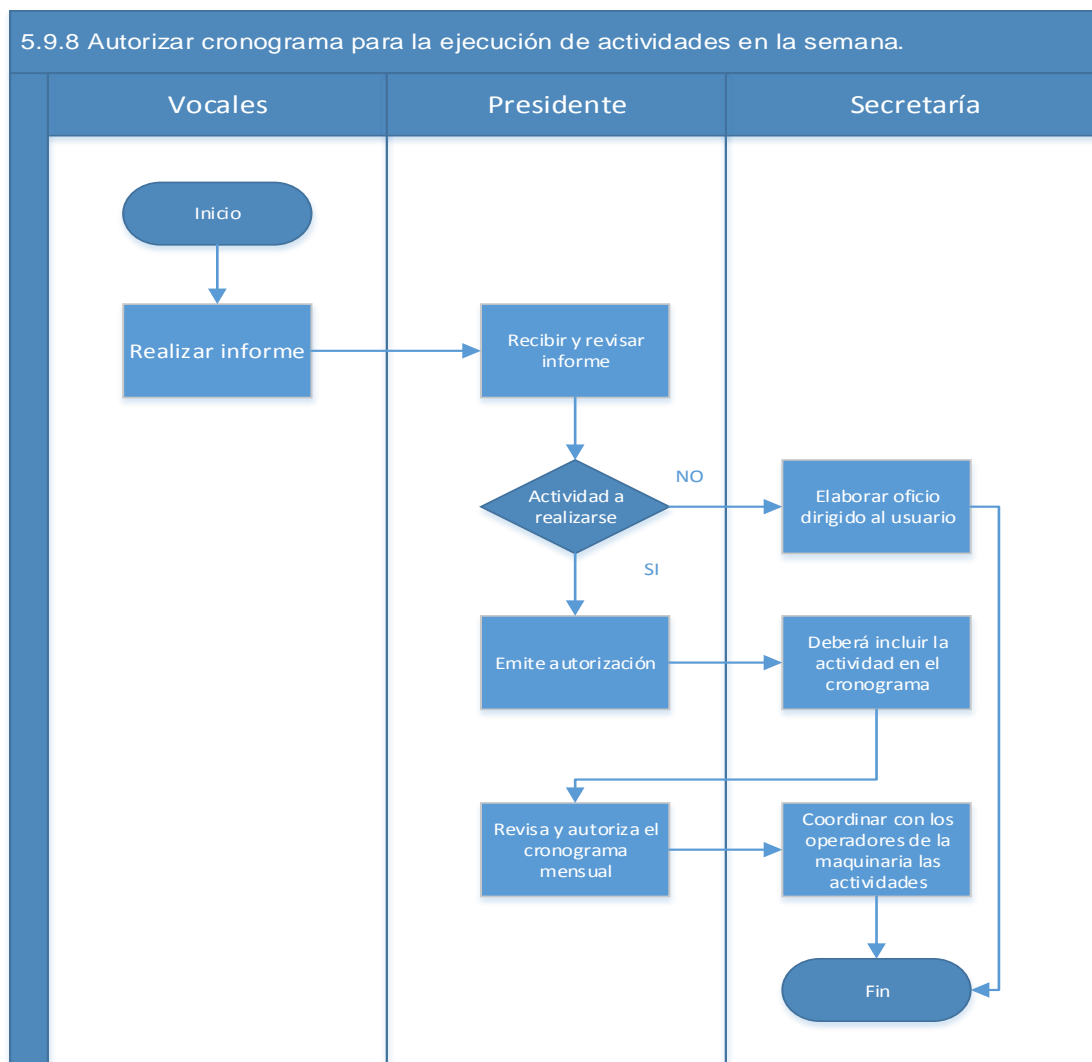 5.9.8 Autorizar cronograma para la ejecución de actividades en la semana.
Vocales
Presidente
Secretaría
Inicio
Realizar informe
Recibir y revisar
informe
Actividad a
realizarse
NO
Elaborar oficio
dirigido al usuario
SI
Emite autorización
Deberá incluir la
actividad en el
cronograma
Revisa y autoriza el
cronograma
mensual
Coordinar con los
operadores de la
maquinaria las
actividades
Fin